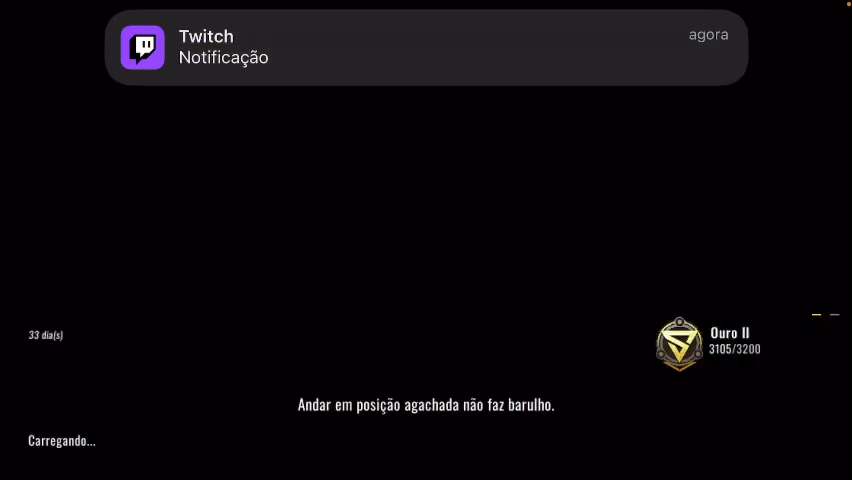 Twitch
agora
Notificação
33 dia(s)
Ouro II
3105/3200
Andar em posição agachada não faz barulho.
Carregando...